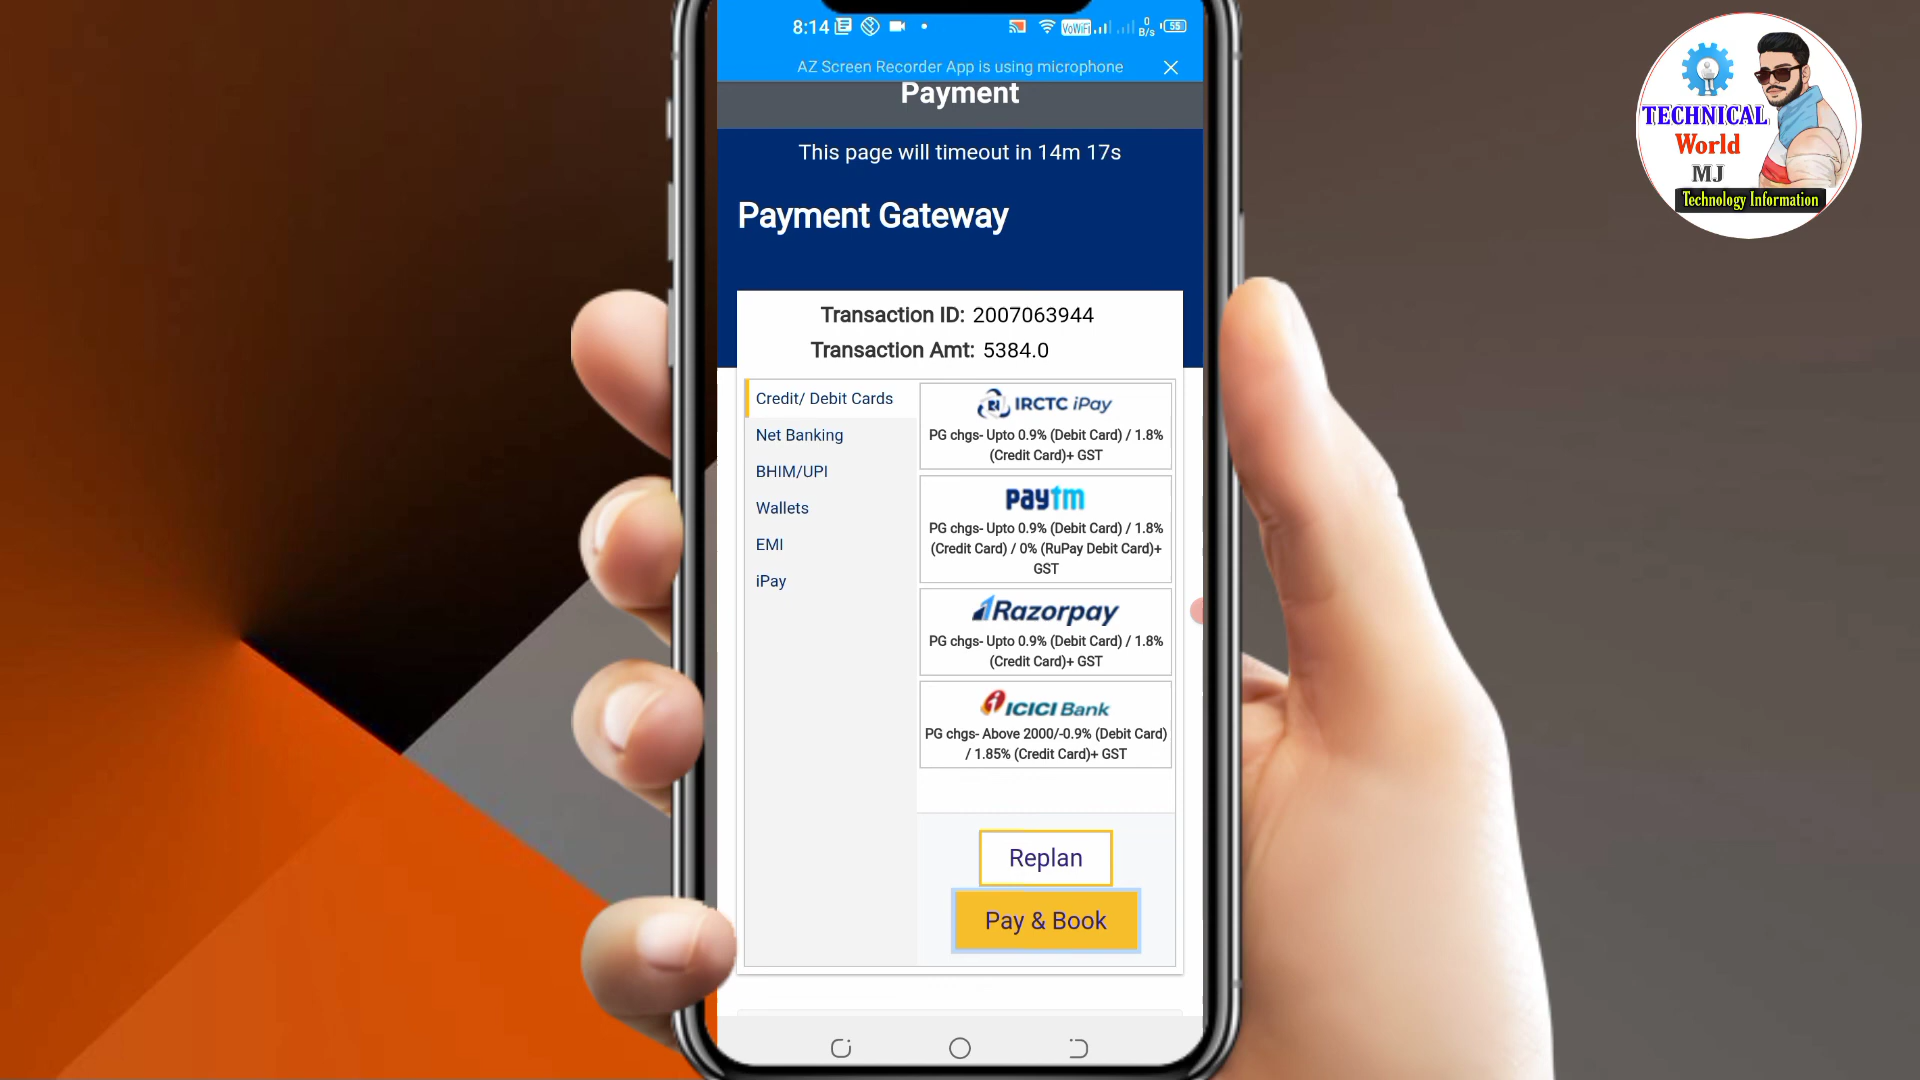 8:14
VoWiFi
0
B/s
55
AZ Screen Recorder App is using microphone
Payment
This page will timeout in 14m 17s
Payment Gateway
Transaction ID: 2007063944
Transaction Amt: 5384.0
Credit/ Debit Cards
Net Banking
BHIM/UPI
Wallets
EMI
iPay
IRCTC iPay
PG chgs- Upto 0.9% (Debit Card) / 1.8%
(Credit Card)+ GST
paytm
PG chgs- Upto 0.9% (Debit Card) / 1.8%
(Credit Card) / 0% (RuPay Debit Card)+
GST
Razorpay
PG chgs- Upto 0.9% (Debit Card) / 1.8%
(Credit Card)+ GST
ICICI Bank
PG chgs- Above 2000/-0.9% (Debit Card)
/ 1.85% (Credit Card)+ GST
Replan
Pay & Book
TECHNICAL
World
MJ
Technology Information